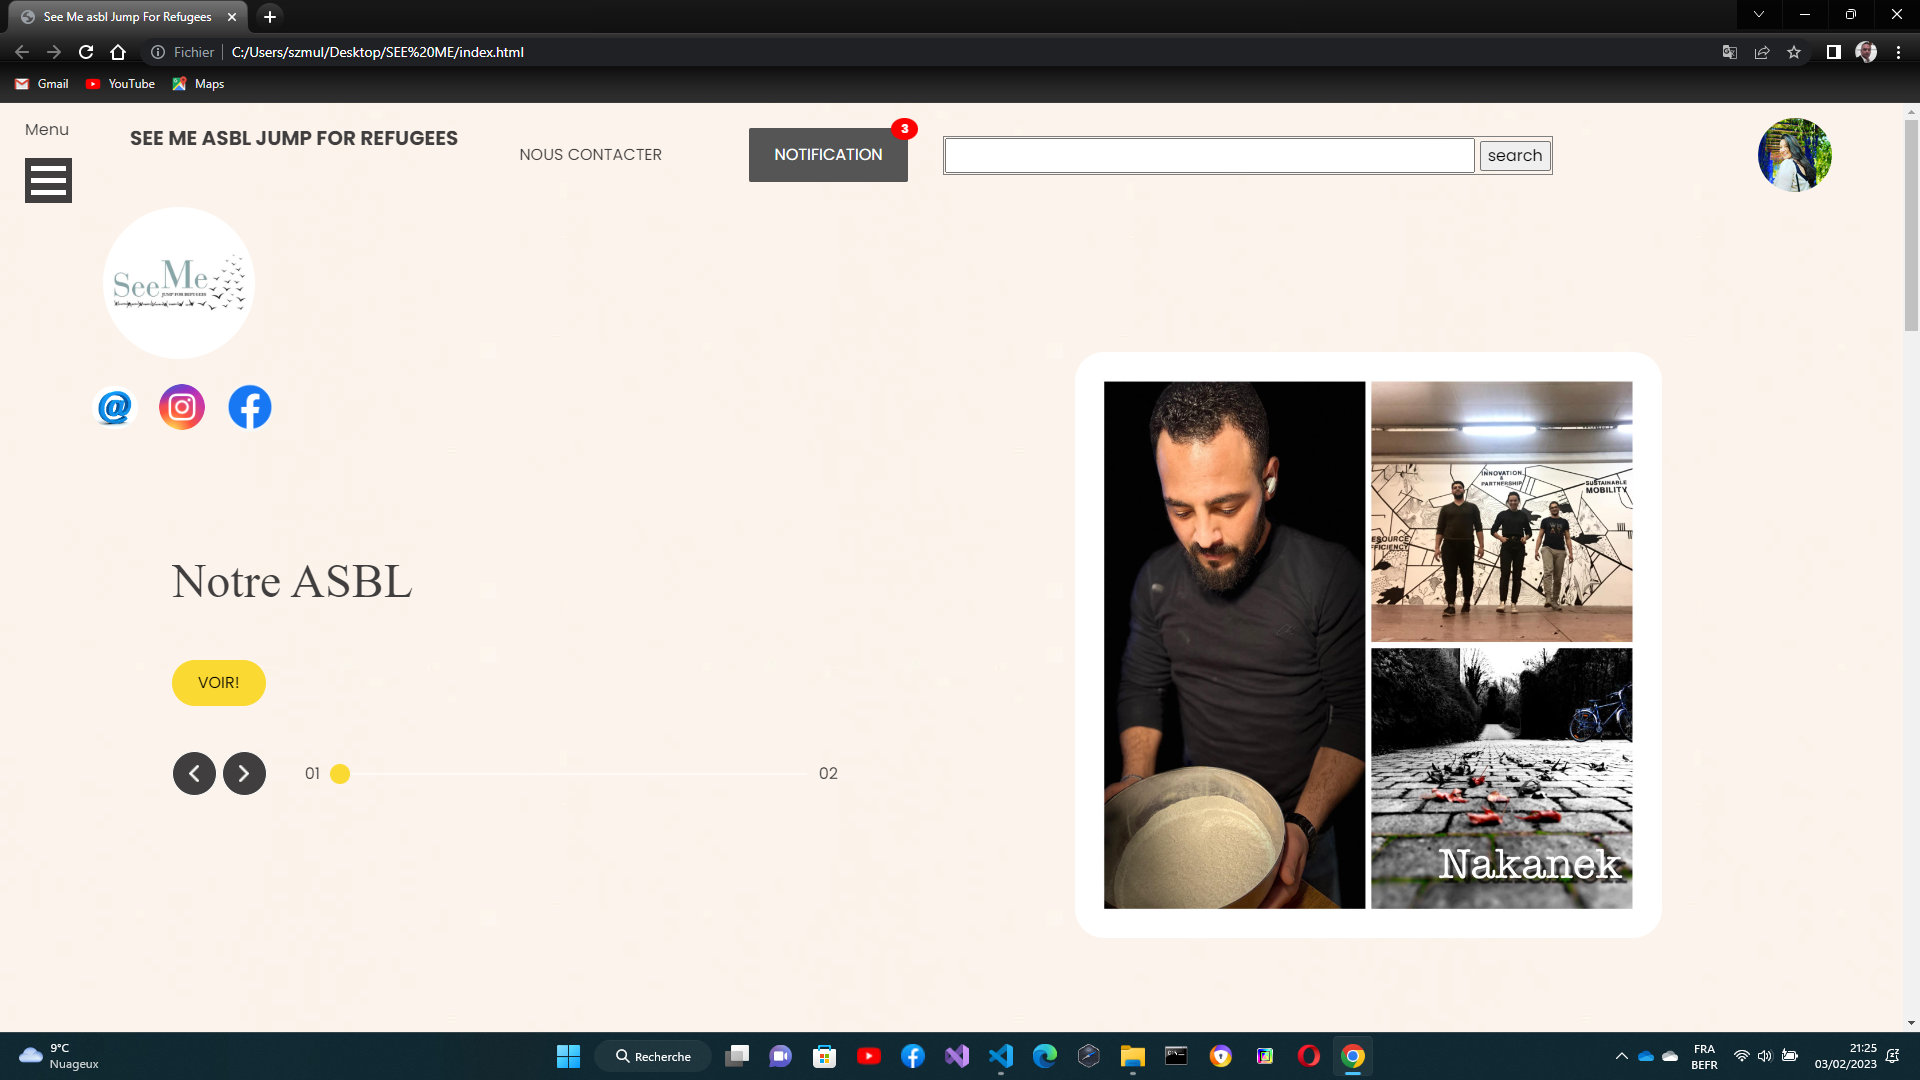 See Me asbl Jump For Refugees
Fichier
C:/Users/szmul/Desktop/SEE%20ME/index.html
Gmail
YouTube
Maps
Menu
SEE ME ASBL JUMP FOR REFUGEES
NOUS CONTACTER
NOTIFICATION
3
search
See Me
JUMP FOR REFUGEES
@
INNOVATION
&
PARTNERSHIP
SUSTAINABLE
MOBILITY
RESOURCE
EFFICIENCY
Notre ASBL
VOIR!
01
02
Nakanek
9°C
Nuageux
Recherche
FRA
BEFR
21:25
03/02/2023